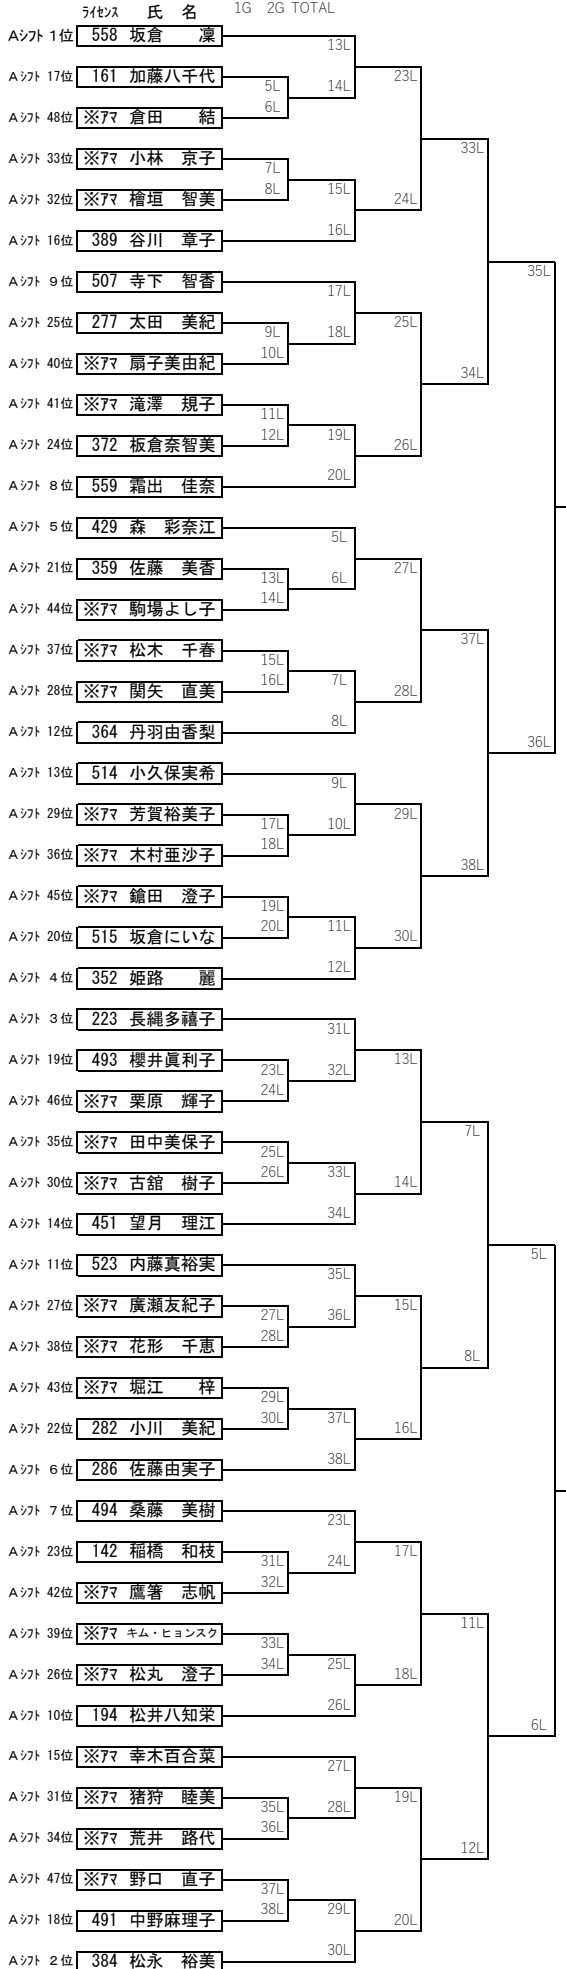 ﾗｲｾﾝｽ 氏 名 1G 2G TOTAL
Aシフト 1位 558 坂倉 凜
13L
Aシフト 17位 161 加藤八千代 23L
5L 14L
6L
Aシフト 48位 ※ｱﾏ 倉田 結
33L
Aシフト 33位 ※ｱﾏ 小林 京子
7L
8L 15L
Aシフト 32位 ※ｱﾏ 檜垣 智美 24L
16L
Aシフト 16位 389 谷川 章子
35L
Aシフト 9位 507 寺下 智香
17L
Aシフト 25位 277 太田 美紀 25L
9L 18L
10L
Aシフト 40位 ※ｱﾏ 扇子美由紀
34L
Aシフト 41位 ※ｱﾏ 滝澤 規子
11L
12L 19L
Aシフト 24位 372 板倉奈智美 26L
20L
Aシフト 8位 559 霜出 佳奈
Aシフト 5位 429 森 彩奈江
5L
Aシフト 21位 359 佐藤 美香 27L
13L 6L
14L
Aシフト 44位 ※ｱﾏ 駒場よし子
37L
Aシフト 37位 ※ｱﾏ 松木 千春
15L
16L 7L
Aシフト 28位 ※ｱﾏ 関矢 直美 28L
8L
Aシフト 12位 364 丹羽由香梨
36L
Aシフト 13位 514 小久保実希
9L
Aシフト 29位 ※ｱﾏ 芳賀裕美子 29L
17L 10L
18L
Aシフト 36位 ※ｱﾏ 木村亜沙子
38L
Aシフト 45位 ※ｱﾏ 鎗田 澄子
19L
20L 11L
Aシフト 20位 515 坂倉にいな 30L
12L
Aシフト 4位 352 姫路 麗
Aシフト 3位 223 長縄多禧子
31L
Aシフト 19位 493 櫻井眞利子 13L
23L 32L
24L
Aシフト 46位 ※ｱﾏ 栗原 輝子
7L
Aシフト 35位 ※ｱﾏ 田中美保子
25L
26L 33L
Aシフト 30位 ※ｱﾏ 古舘 樹子 14L
34L
Aシフト 14位 451 望月 理江
5L
Aシフト 11位 523 内藤真裕実
35L
Aシフト 27位 ※ｱﾏ 廣瀬友紀子 15L
27L 36L
28L
Aシフト 38位 ※ｱﾏ 花形 千恵
8L
Aシフト 43位 ※ｱﾏ 堀江 梓
29L
30L 37L
Aシフト 22位 282 小川 美紀 16L
38L
Aシフト 6位 286 佐藤由実子
Aシフト 7位 494 桑藤 美樹
23L
Aシフト 23位 142 稲橋 和枝 17L
31L 24L
32L
Aシフト 42位 ※ｱﾏ 鷹箸 志帆
11L
Aシフト 39位 ※ｱﾏ キム・ヒョンスク
33L
34L 25L
Aシフト 26位 ※ｱﾏ 松丸 澄子 18L
26L
Aシフト 10位 194 松井八知栄
6L
Aシフト 15位 ※ｱﾏ 幸木百合菜
27L
Aシフト 31位 ※ｱﾏ 猪狩 睦美 19L
35L 28L
36L
Aシフト 34位 ※ｱﾏ 荒井 路代
12L
Aシフト 47位 ※ｱﾏ 野口 直子
37L
38L 29L
Aシフト 18位 491 中野麻理子 20L
30L
Aシフト 2位 384 松永 裕美